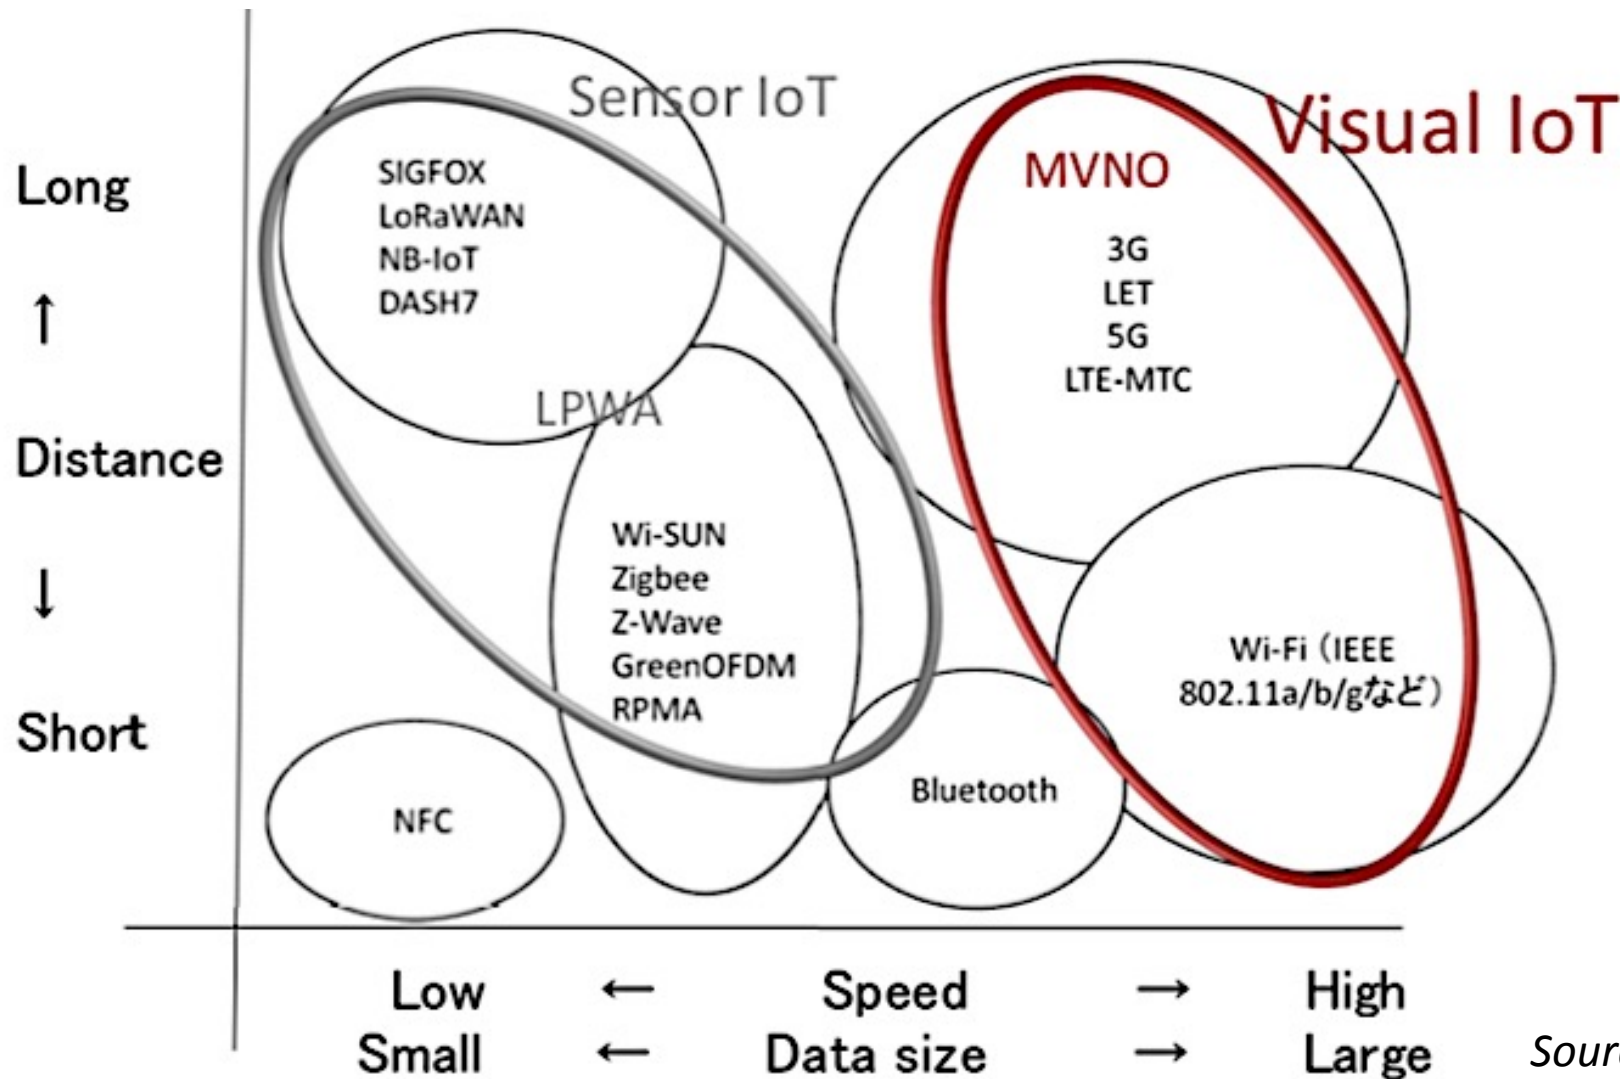 Sensor IoT
Visual IoT
Long
↑
Distance
↓
Short
SIGFOX
LoRaWAN
NB-IoT
DASH7
LPWA
MVNO
3G
LET
5G
LTE-MTC
Wi-SUN
Zigbee
Z-Wave
GreenOFDM
RPMA
Wi-Fi（IEEE
802.11a/b/gなど）
NFC
Bluetooth
Low ← Speed → High
Small ← Data size → Large